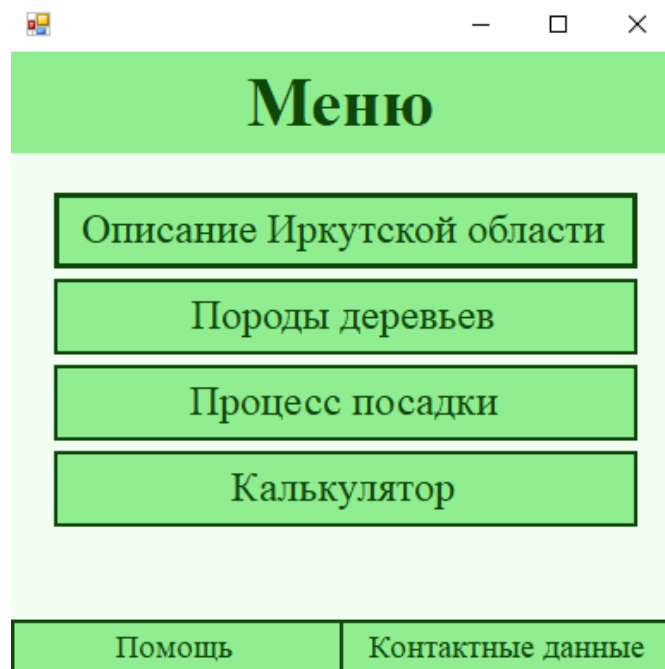 Меню
Описание Иркутской области
Породы деревьев
Процесс посадки
Калькулятор
Помощь
Контактные данные